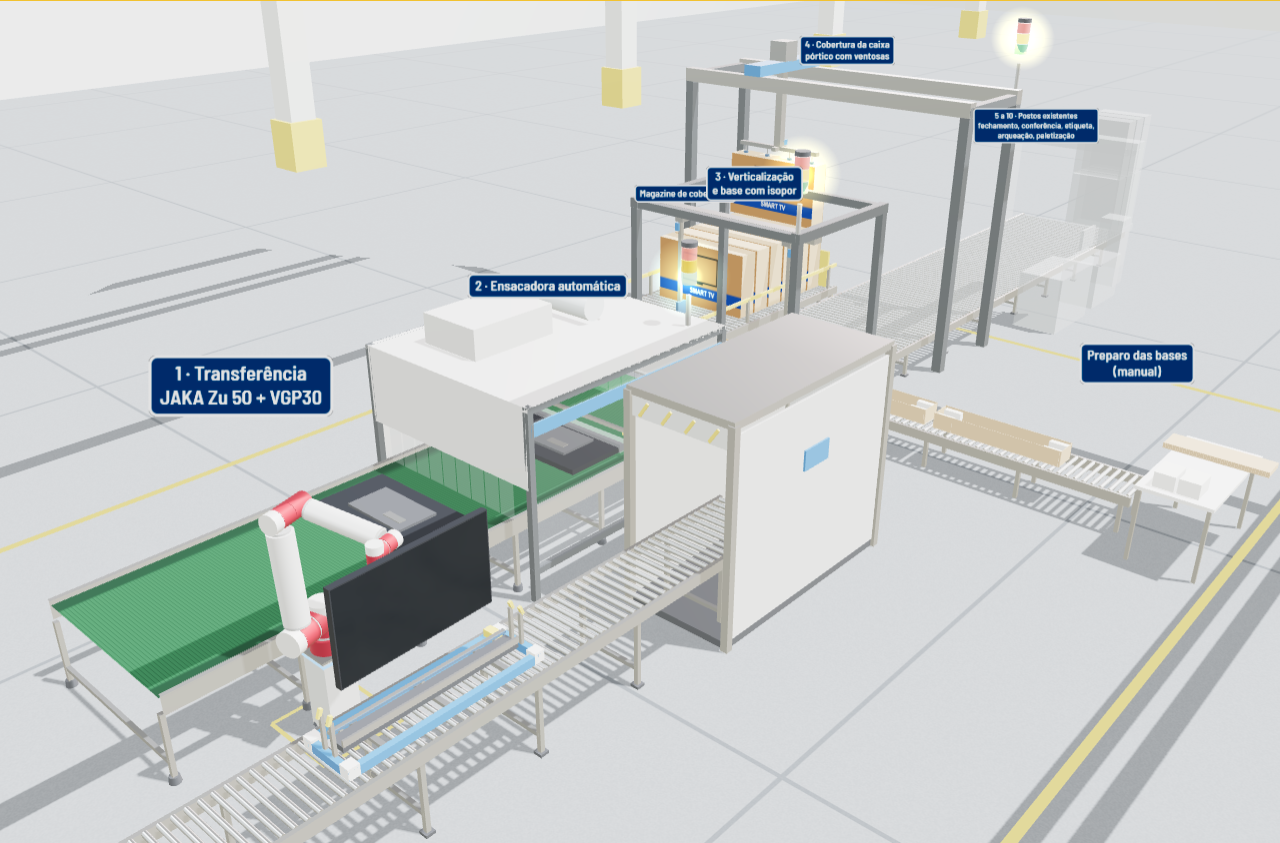 4 · Cobertura da caixa
pórtico com ventosas
5 a 10 · Postos existentes
fechamento, conferência, etiqueta,
arqueação, paletização
3 · Verticalização
e base com isopor
Magazine de
SMART TV
SMART TV
2 · Ensacadora automática
1 · Transferência
JAKA Zu 50 + VGP30
Preparo das bases
(manual)